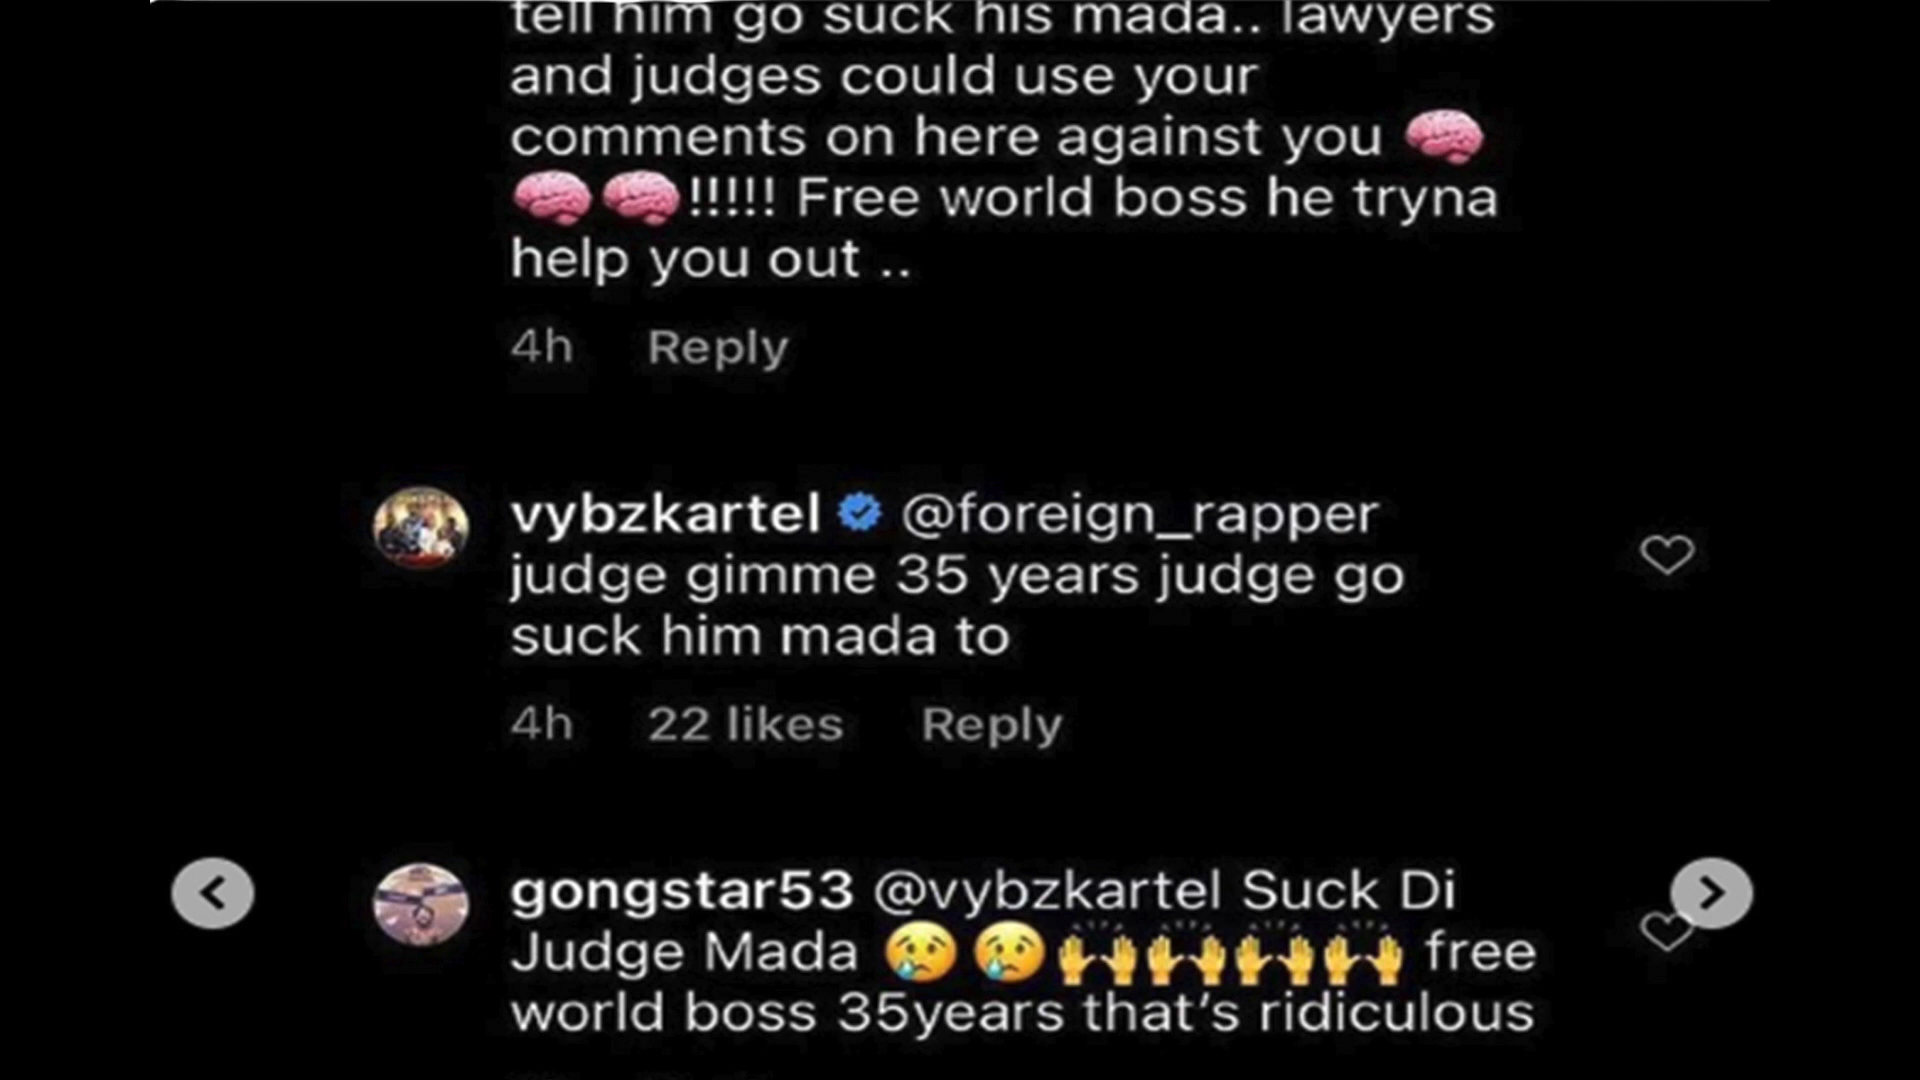 tell him go suck his mada.. lawyers
and judges could use your
comments on here against you 🧠
🧠🧠!!!!! Free world boss he tryna
help you out ..
4h Reply
vybzkartel @foreign_rapper
judge gimme 35 years judge go
suck him mada to
4h 22 likes Reply
gongstar53 @vybzkartel Suck Di
Judge Mada 😢😢🙌🙌🙌🙌 free
world boss 35years that's ridiculous